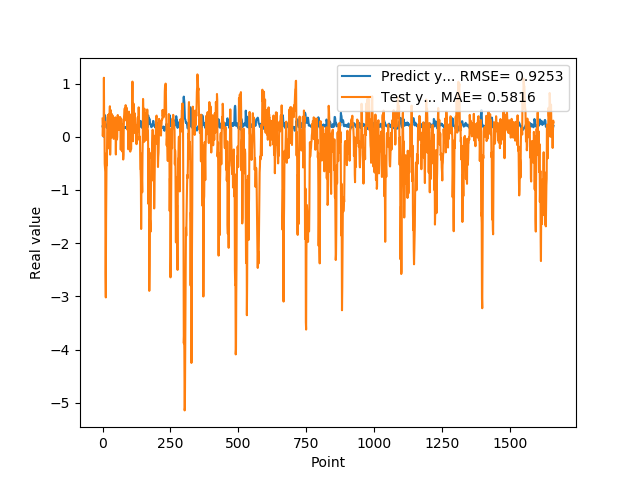 Predict y... RMSE= 0.9253
Test y... MAE= 0.5816
1
0
−1
−2
−3
−4
−5
Real value
0 250 500 750 1000 1250 1500
Point